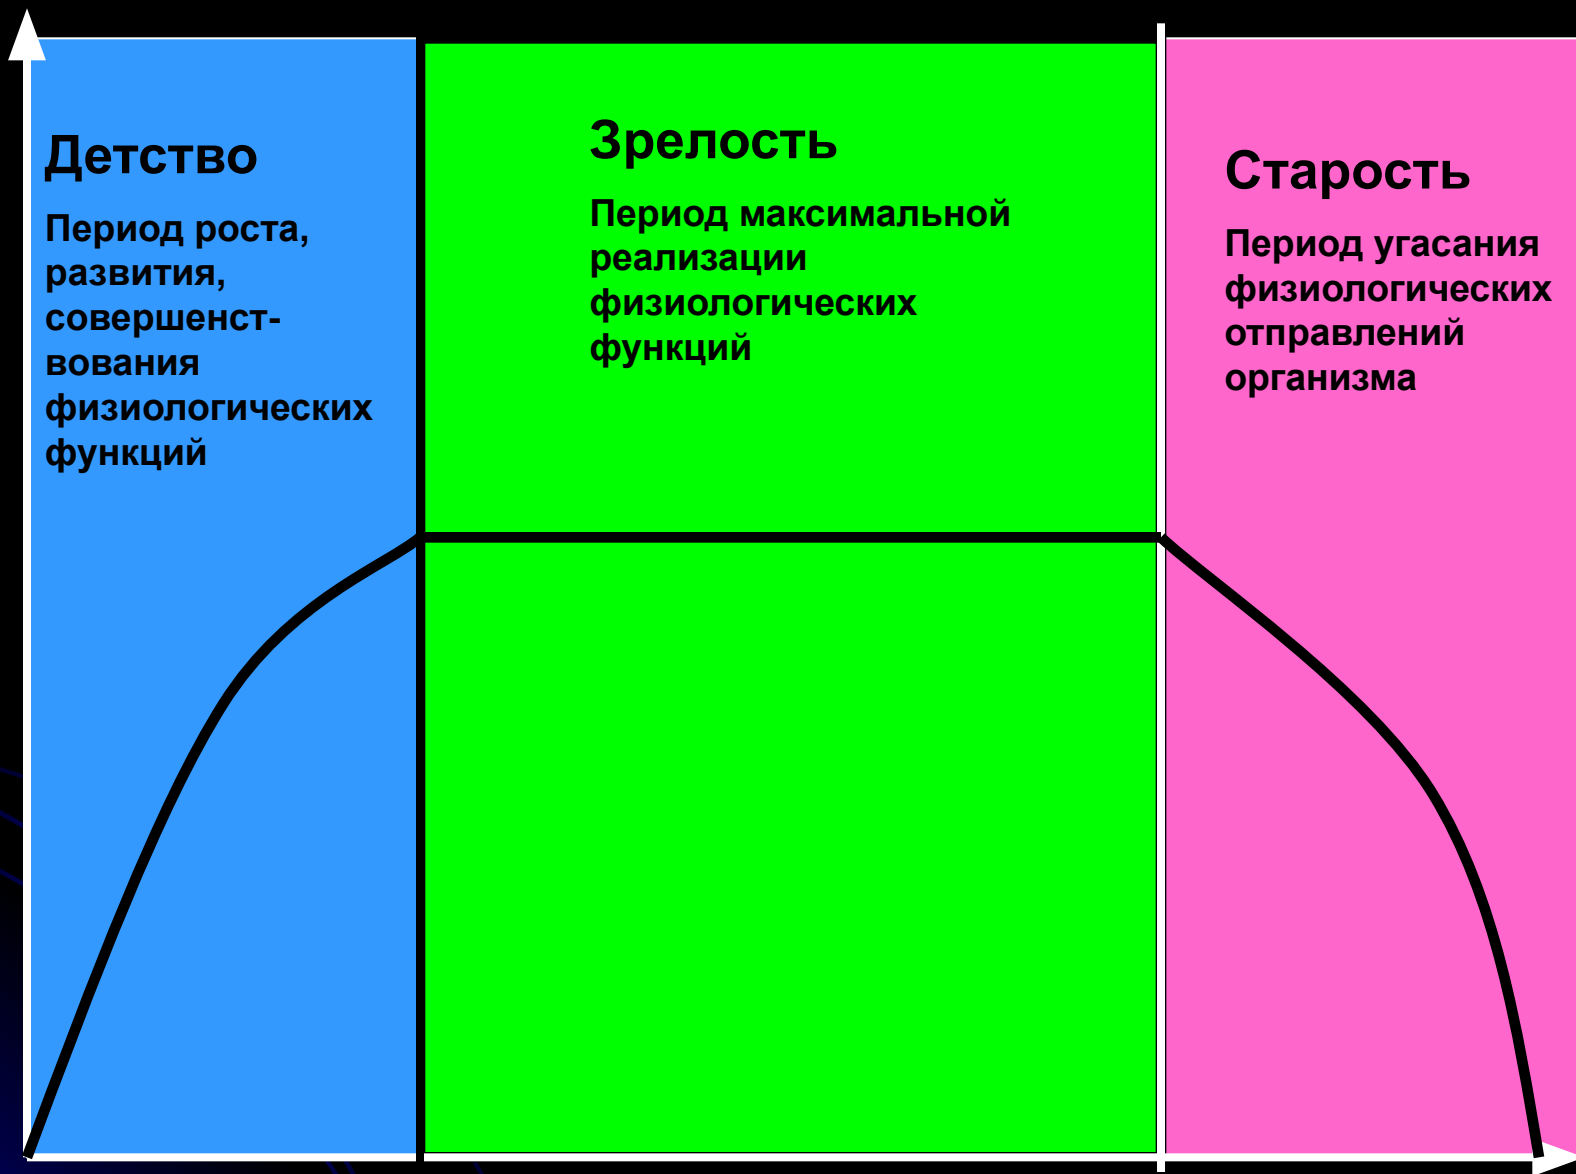 Детство
Период роста,
развития,
совершенст-
вования
физиологических
функций
Зрелость
Период максимальной
реализации
физиологических
функций
Старость
Период угасания
физиологических
отправлений
организма